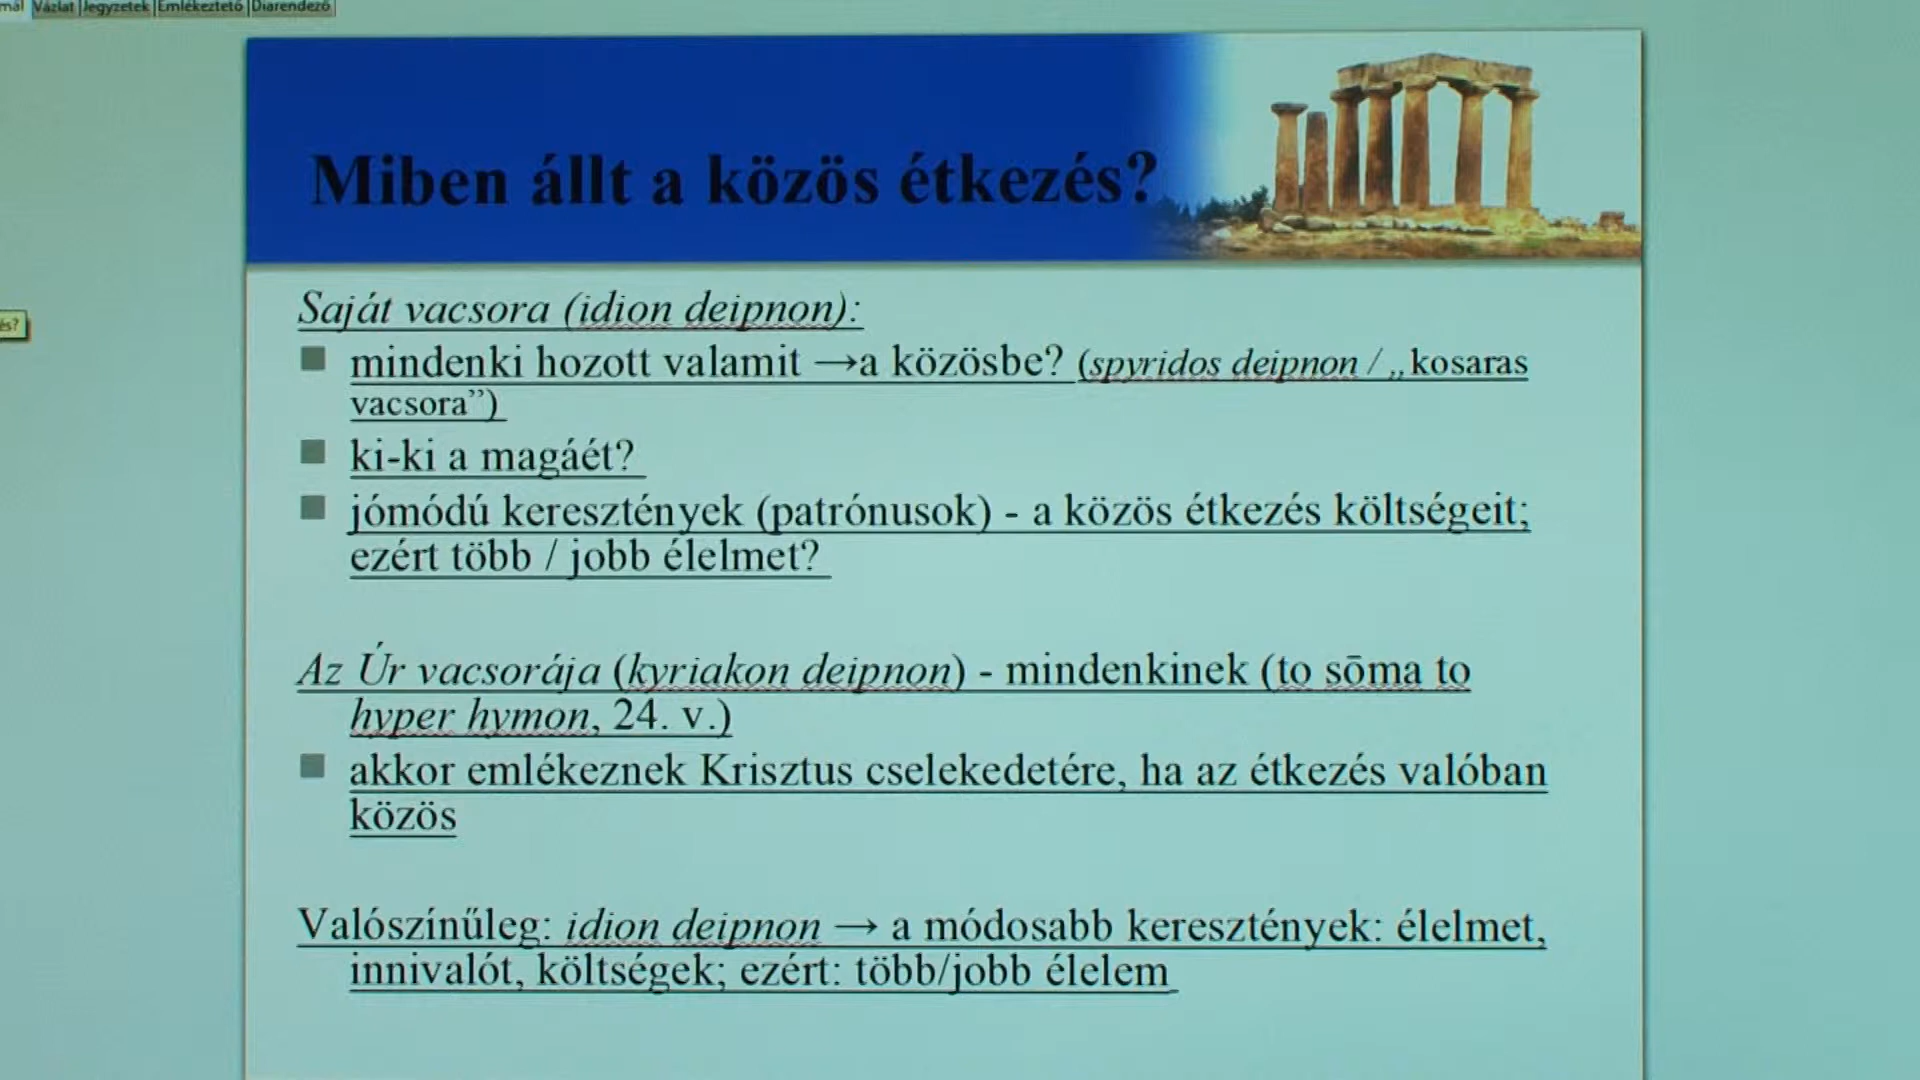 Vázlat Jegyzetek Emlékeztető Diarendező
Miben állt a közös étkezés?
Saját vacsora (idion deipnon):
és?
mindenki hozott valamit →a közösbe? (spyridos deipnon / „kosaras
vacsora”)
ki-ki a magáét?
jómódú keresztények (patrónusok) - a közös étkezés költségeit;
ezért több / jobb élelmet?
Az Úr vacsorája (kyriakon deipnon) - mindenkinek (to sōma to
hyper hymon, 24. v.)
akkor emlékeznek Krisztus cselekedetére, ha az étkezés valóban
közös
Valószínűleg: idion deipnon → a módosabb keresztények: élelmet,
innivalót, költségek; ezért: több/jobb élelem